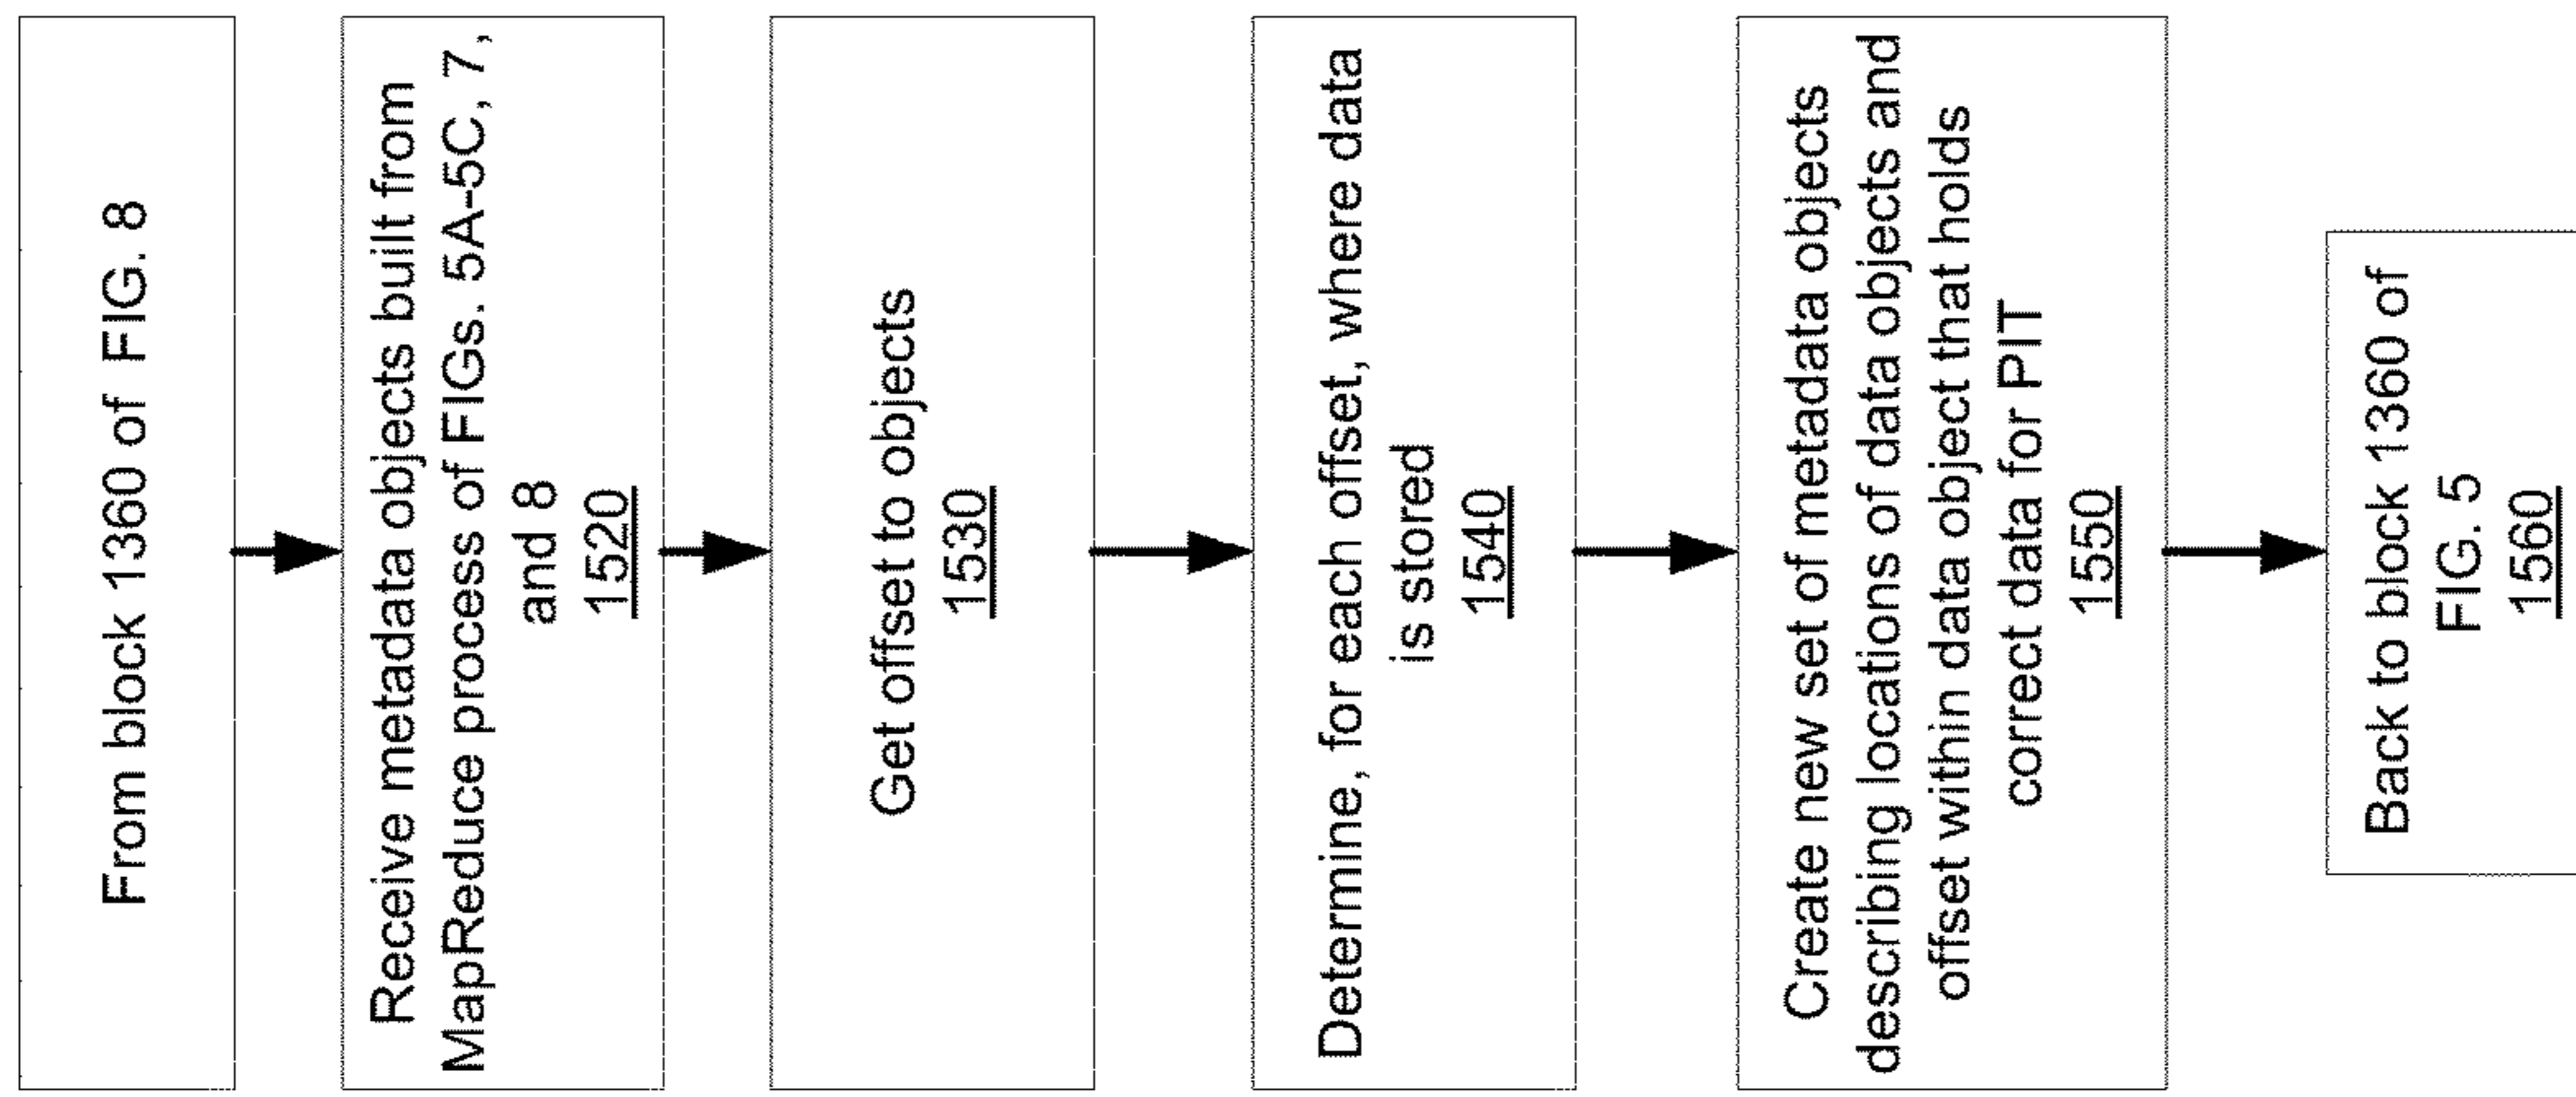 From block 1360 of FIG. 8
Receive metadata objects built from
MapReduce process of FIGs. 5A-5C, 7,
and 8
1520
Get offset to objects
1530
Determine, for each offset, where data
is stored
1540
Create new set of metadata objects
describing locations of data objects and
offset within data object that holds
correct data for PIT
1550
Back to block 1360 of
FIG. 5
1560